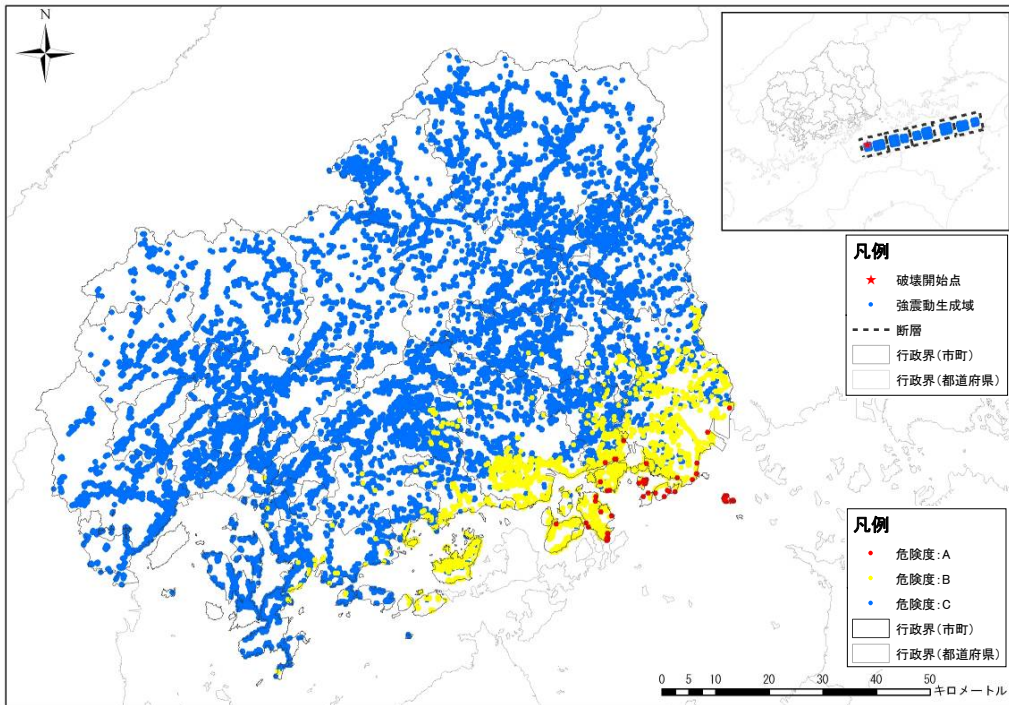 N
凡例
破壊開始点
強震動生成域
断層
行政界(市町)
行政界(都道府県)
凡例
危険度:A
危険度:B
危険度:C
行政界(市町)
行政界(都道府県)
0 5 10 20 30 40 50
キロメートル